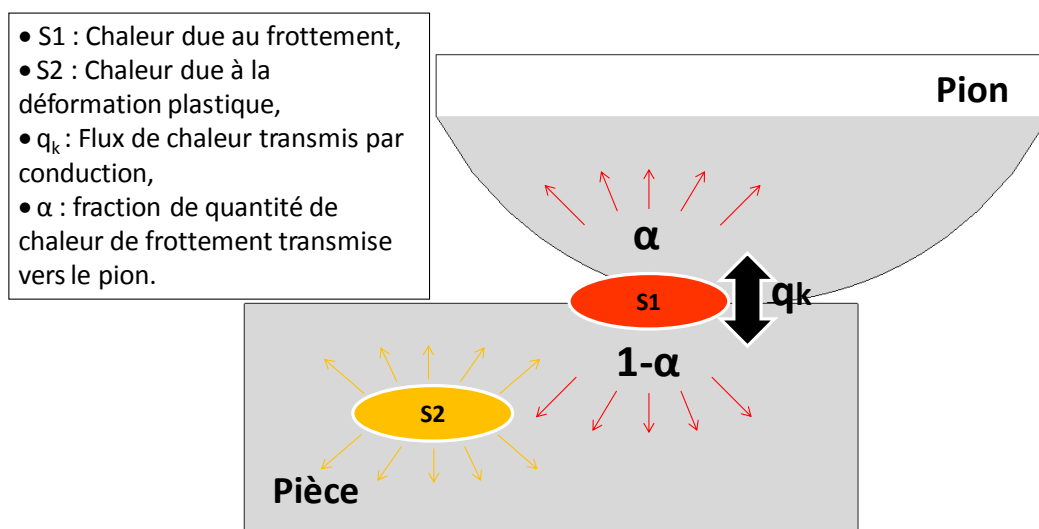 • S1 : Chaleur due au frottement,
• S2 : Chaleur due à la
déformation plastique,
• qk : Flux de chaleur transmis par
conduction,
• α : fraction de quantité de
chaleur de frottement transmise
vers le pion.
Pion
α
S1
qk
1-α
S2
Pièce